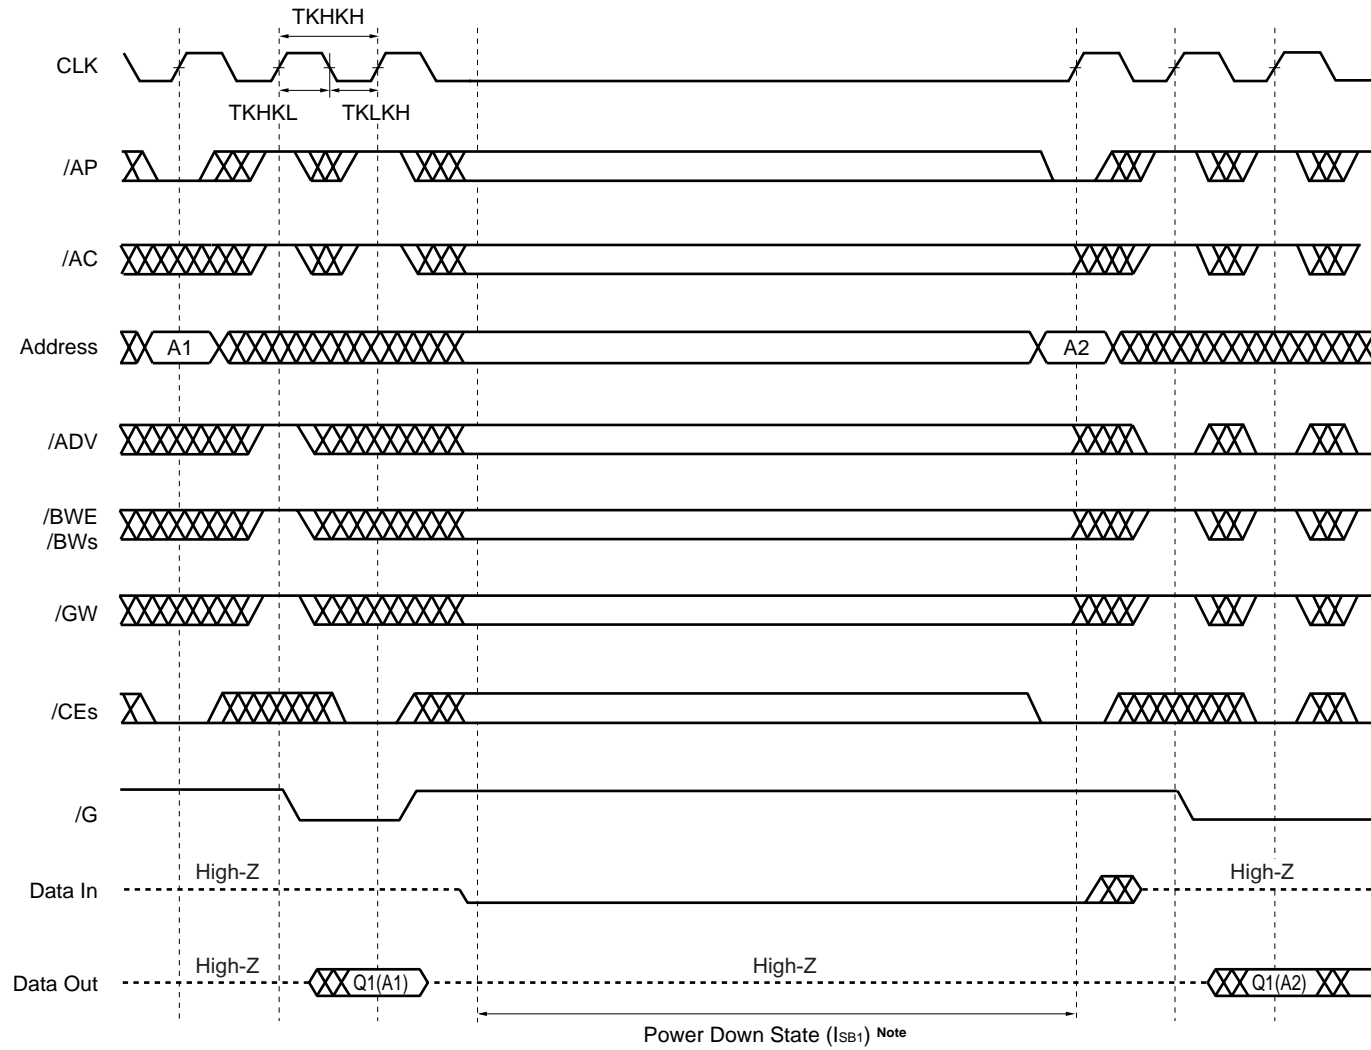 TKHKH
CLK
TKHKL TKLKH
/AP
/AC
Address A1 A2
/ADV
/BWE
/BWs
/GW
/CEs
/G
Data In High-Z High-Z
Data Out High-Z Q1(A1) High-Z Q1(A2)
Power Down State (ISB1) Note